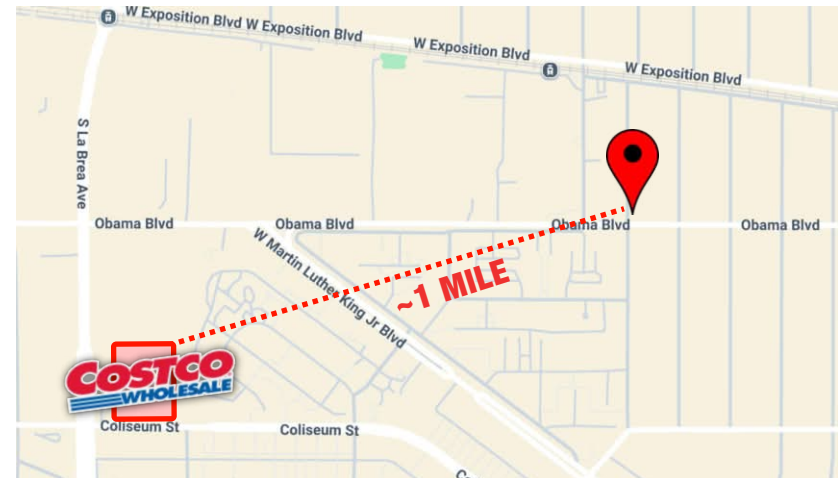 W Exposition Blvd W Exposition Blvd
W Exposition Blvd
W Exposition Blvd
S La Brea Ave
Obama Blvd
Obama Blvd
Obama Blvd
Obama Blvd
W Martin Luther King Jr Blvd
~1 MILE
COSTCO
WHOLESALE
Coliseum St
Coliseum St
Co